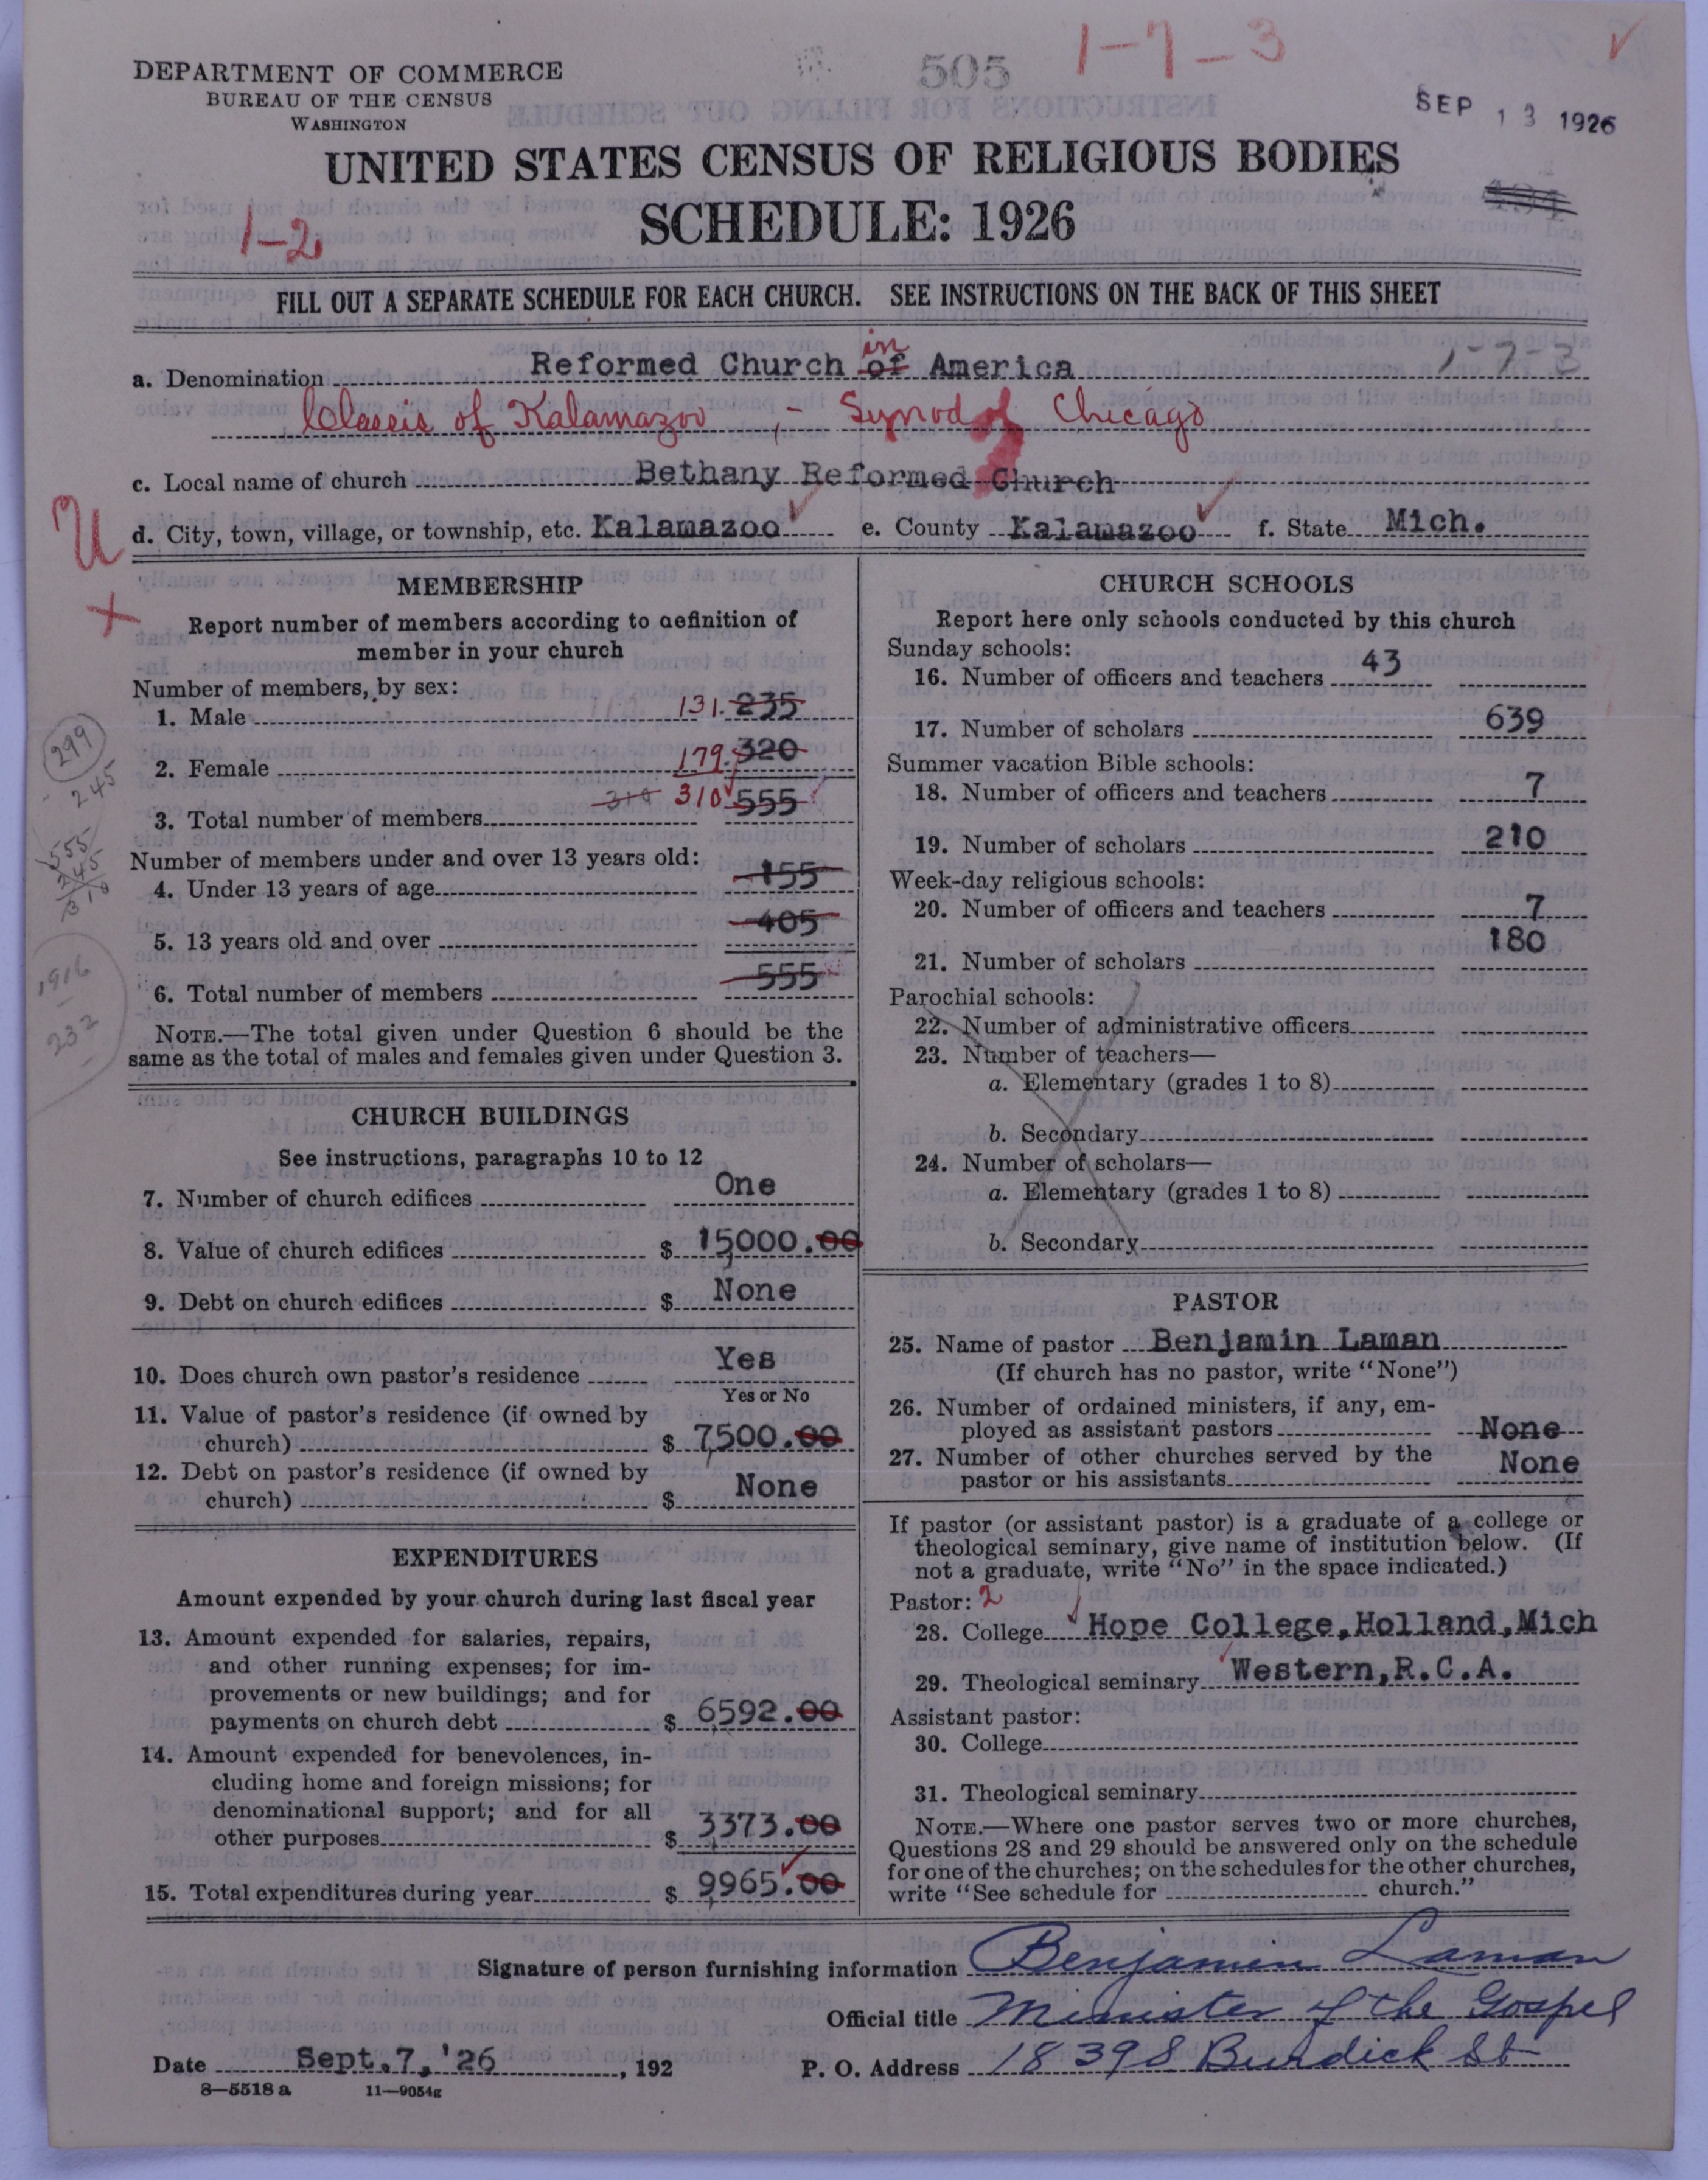 505 1-7-3
DEPARTMENT OF COMMERCE
BUREAU OF THE CENSUS
WASHINGTON
SEP 13 1926
UNITED STATES CENSUS OF RELIGIOUS BODIES
494
SCHEDULE: 1926
1-2
FILL OUT A SEPARATE SCHEDULE FOR EACH CHURCH. SEE INSTRUCTIONS ON THE BACK OF THIS SHEET
in
a. Denomination Reformed Church of America 1-7-3
Classis of Kalamazoo, - Synod of Chicago
c. Local name of church Bethany Reformed Church
U
d. City, town, village, or township, etc. Kalamazoo e. County Kalamazoo f. State Mich.
MEMBERSHIP
Report number of members according to definition of
member in your church
Number of members, by sex:
1. Male 131. 235
2. Female 179. 320
3. Total number of members 310 310 555
299
245
555
245
310
Number of members under and over 13 years old:
4. Under 13 years of age 155
5. 13 years old and over 405
6. Total number of members 555
1916
232
NOTE.—The total given under Question 6 should be the
same as the total of males and females given under Question 3.
CHURCH BUILDINGS
See instructions, paragraphs 10 to 12
7. Number of church edifices One
8. Value of church edifices $ 15000.00
9. Debt on church edifices $ None
10. Does church own pastor's residence Yes
Yes or No
11. Value of pastor's residence (if owned by
church) $ 7500.00
12. Debt on pastor's residence (if owned by
church) $ None
EXPENDITURES
Amount expended by your church during last fiscal year
13. Amount expended for salaries, repairs,
and other running expenses; for im-
provements or new buildings; and for
payments on church debt $ 6592.00
14. Amount expended for benevolences, in-
cluding home and foreign missions; for
denominational support; and for all
other purposes $ 3373.00
15. Total expenditures during year $ 9965.00
CHURCH SCHOOLS
Report here only schools conducted by this church
Sunday schools:
16. Number of officers and teachers 43
17. Number of scholars 639
Summer vacation Bible schools:
18. Number of officers and teachers 7
19. Number of scholars 210
Week-day religious schools:
20. Number of officers and teachers 7
21. Number of scholars 180
Parochial schools:
22. Number of administrative officers
23. Number of teachers—
a. Elementary (grades 1 to 8)
b. Secondary
24. Number of scholars—
a. Elementary (grades 1 to 8)
b. Secondary
PASTOR
25. Name of pastor Benjamin Laman
(If church has no pastor, write "None")
26. Number of ordained ministers, if any, em-
ployed as assistant pastors None
27. Number of other churches served by the
pastor or his assistants None
If pastor (or assistant pastor) is a graduate of a college or
theological seminary, give name of institution below. (If
not a graduate, write "No" in the space indicated.)
Pastor: 2
28. College Hope College, Holland, Mich
29. Theological seminary Western, R.C.A.
Assistant pastor:
30. College
31. Theological seminary
NOTE.—Where one pastor serves two or more churches,
Questions 28 and 29 should be answered only on the schedule
for one of the churches; on the schedules for the other churches,
write "See schedule for church."
Signature of person furnishing information Benjamin Laman
Official title Minister of the Gospel
Date Sept. 7, '26, 192 P. O. Address 1839 S Burdick St
8—5518 a 11—9054g